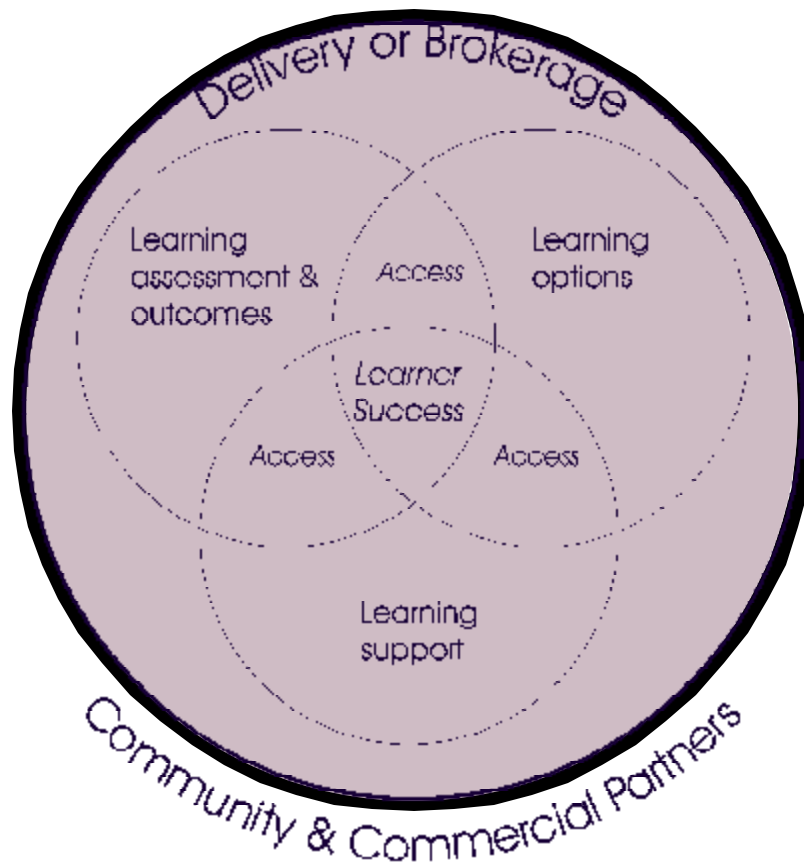 Delivery or Brokerage
Learning
assessment &
outcomes
Access
Learning
options
Learner
Success
Access
Access
Learning
support
Community & Commercial Partners